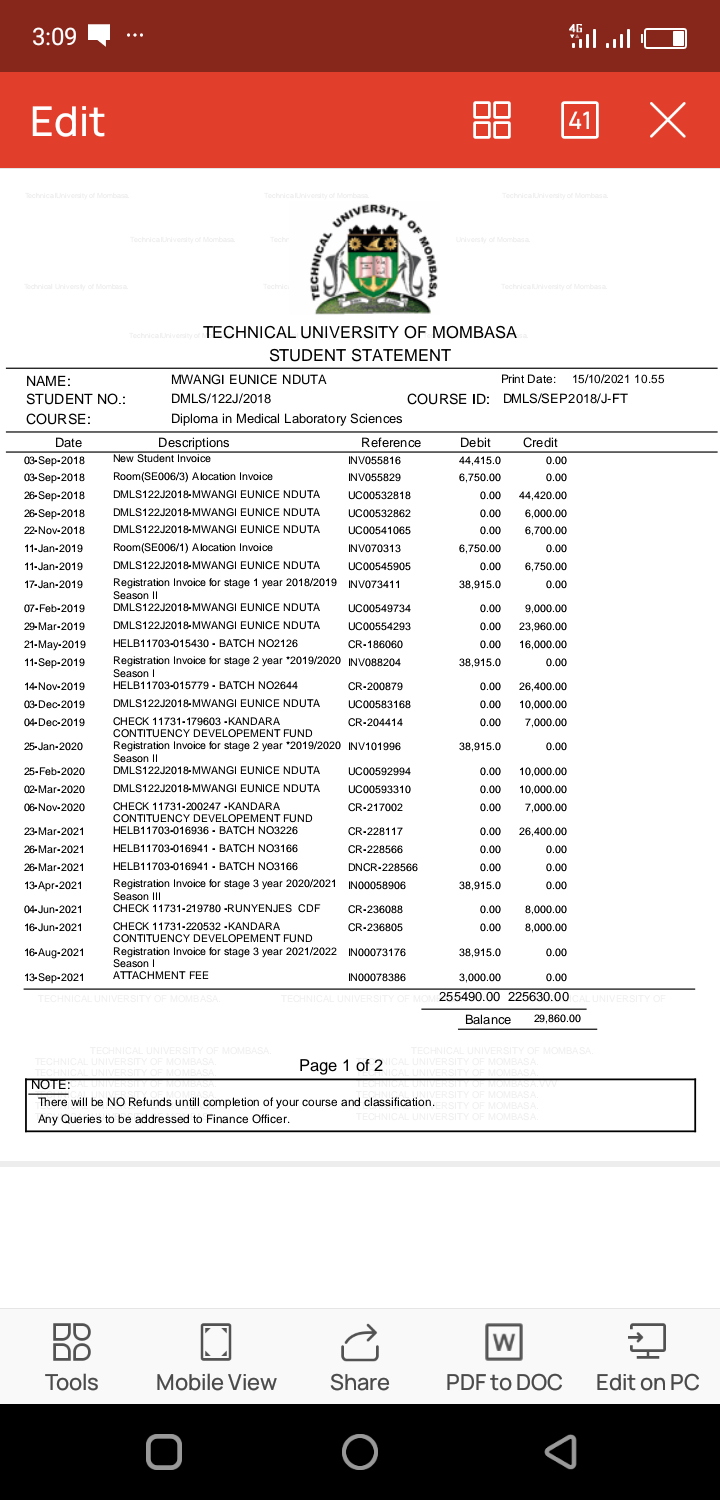 3:09
4G
Edit
41
TECHNICAL UNIVERSITY OF MOMBASA
TECHNICAL UNIVERSITY OF MOMBASA
STUDENT STATEMENT
NAME: MWANGI EUNICE NDUTA Print Date: 15/10/2021 10.55
STUDENT NO.: DMLS/122J/2018 COURSE ID: DMLS/SEP2018/J-FT
COURSE: Diploma in Medical Laboratory Sciences
Date Descriptions Reference Debit Credit
03-Sep-2018 New Student Invoice INV055816 44,415.0 0.00
03-Sep-2018 Room(SE006/3) Alocation Invoice INV055829 6,750.00 0.00
26-Sep-2018 DMLS122J2018-MWANGI EUNICE NDUTA UC00532818 0.00 44,420.00
26-Sep-2018 DMLS122J2018-MWANGI EUNICE NDUTA UC00532862 0.00 6,000.00
22-Nov-2018 DMLS122J2018-MWANGI EUNICE NDUTA UC00541065 0.00 6,700.00
11-Jan-2019 Room(SE006/1) Alocation Invoice INV070313 6,750.00 0.00
11-Jan-2019 DMLS122J2018-MWANGI EUNICE NDUTA UC00545905 0.00 6,750.00
17-Jan-2019 Registration Invoice for stage 1 year 2018/2019 INV073411 38,915.0 0.00
Season II
07-Feb-2019 DMLS122J2018-MWANGI EUNICE NDUTA UC00549734 0.00 9,000.00
29-Mar-2019 DMLS122J2018-MWANGI EUNICE NDUTA UC00554293 0.00 23,960.00
21-May-2019 HELB11703-015430 - BATCH NO2126 CR-186060 0.00 16,000.00
11-Sep-2019 Registration Invoice for stage 2 year *2019/2020 INV088204 38,915.0 0.00
Season I
14-Nov-2019 HELB11703-015779 - BATCH NO2644 CR-200879 0.00 26,400.00
03-Dec-2019 DMLS122J2018-MWANGI EUNICE NDUTA UC00583168 0.00 10,000.00
04-Dec-2019 CHECK 11731-179603 -KANDARA CR-204414 0.00 7,000.00
CONTITUENCY DEVELOPEMENT FUND
25-Jan-2020 Registration Invoice for stage 2 year *2019/2020 INV101996 38,915.0 0.00
Season II
25-Feb-2020 DMLS122J2018-MWANGI EUNICE NDUTA UC00592994 0.00 10,000.00
02-Mar-2020 DMLS122J2018-MWANGI EUNICE NDUTA UC00593310 0.00 10,000.00
06-Nov-2020 CHECK 11731-200247 -KANDARA CR-217002 0.00 7,000.00
CONTITUENCY DEVELOPEMENT FUND
23-Mar-2021 HELB11703-016936 - BATCH NO3226 CR-228117 0.00 26,400.00
26-Mar-2021 HELB11703-016941 - BATCH NO3166 CR-228566 0.00 0.00
26-Mar-2021 HELB11703-016941 - BATCH NO3166 DNCR-228566 0.00 0.00
13-Apr-2021 Registration Invoice for stage 3 year 2020/2021 IN00058906 38,915.0 0.00
Season III
04-Jun-2021 CHECK 11731-219780 -RUNYENJES CDF CR-236088 0.00 8,000.00
16-Jun-2021 CHECK 11731-220532 -KANDARA CR-236805 0.00 8,000.00
CONTITUENCY DEVELOPEMENT FUND
16-Aug-2021 Registration Invoice for stage 3 year 2021/2022 IN00073176 38,915.0 0.00
Season I
13-Sep-2021 ATTACHMENT FEE IN00078386 3,000.00 0.00
255490.00 225630.00
Balance 29,860.00
Page 1 of 2
NOTE:
There will be NO Refunds untill completion of your course and classification.
Any Queries to be addressed to Finance Officer.
W
Tools Mobile View Share PDF to DOC Edit on PC